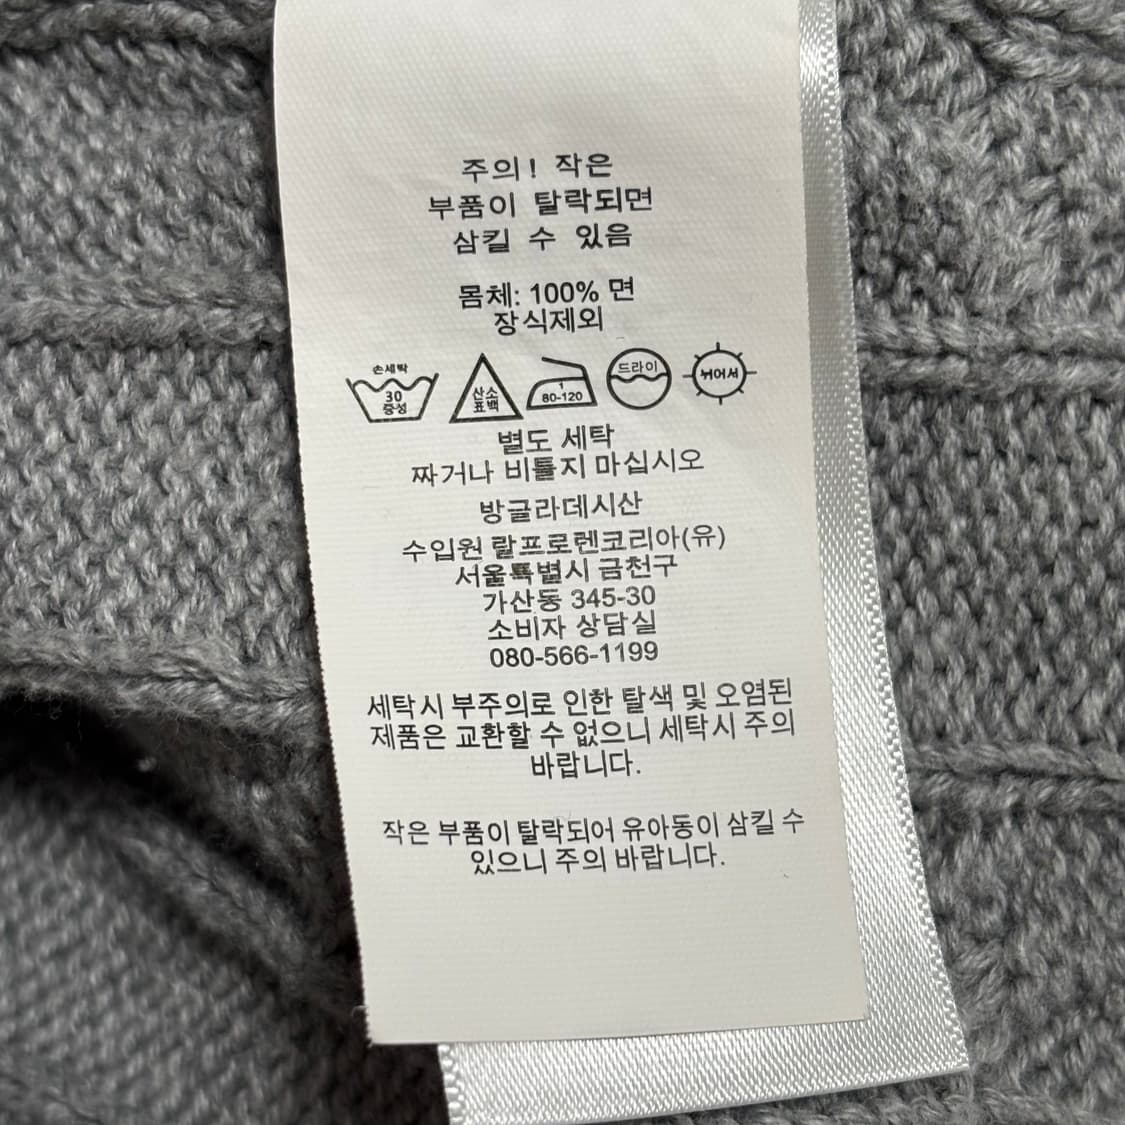 주의! 작은
부품이 탈락되면
삼킬 수 있음
몸체: 100% 면
장식제외
손세탁
30
중성
산소
표백
1
80-120
드라이
뉘어서
별도 세탁
짜거나 비틀지 마십시오
방글라데시산
수입원 랄프로렌코리아(유)
서울특별시 금천구
가산동 345-30
소비자 상담실
080-566-1199
세탁시 부주의로 인한 탈색 및 오염된
제품은 교환할 수 없으니 세탁시 주의
바랍니다.
작은 부품이 탈락되어 유아동이 삼킬 수
있으니 주의 바랍니다.